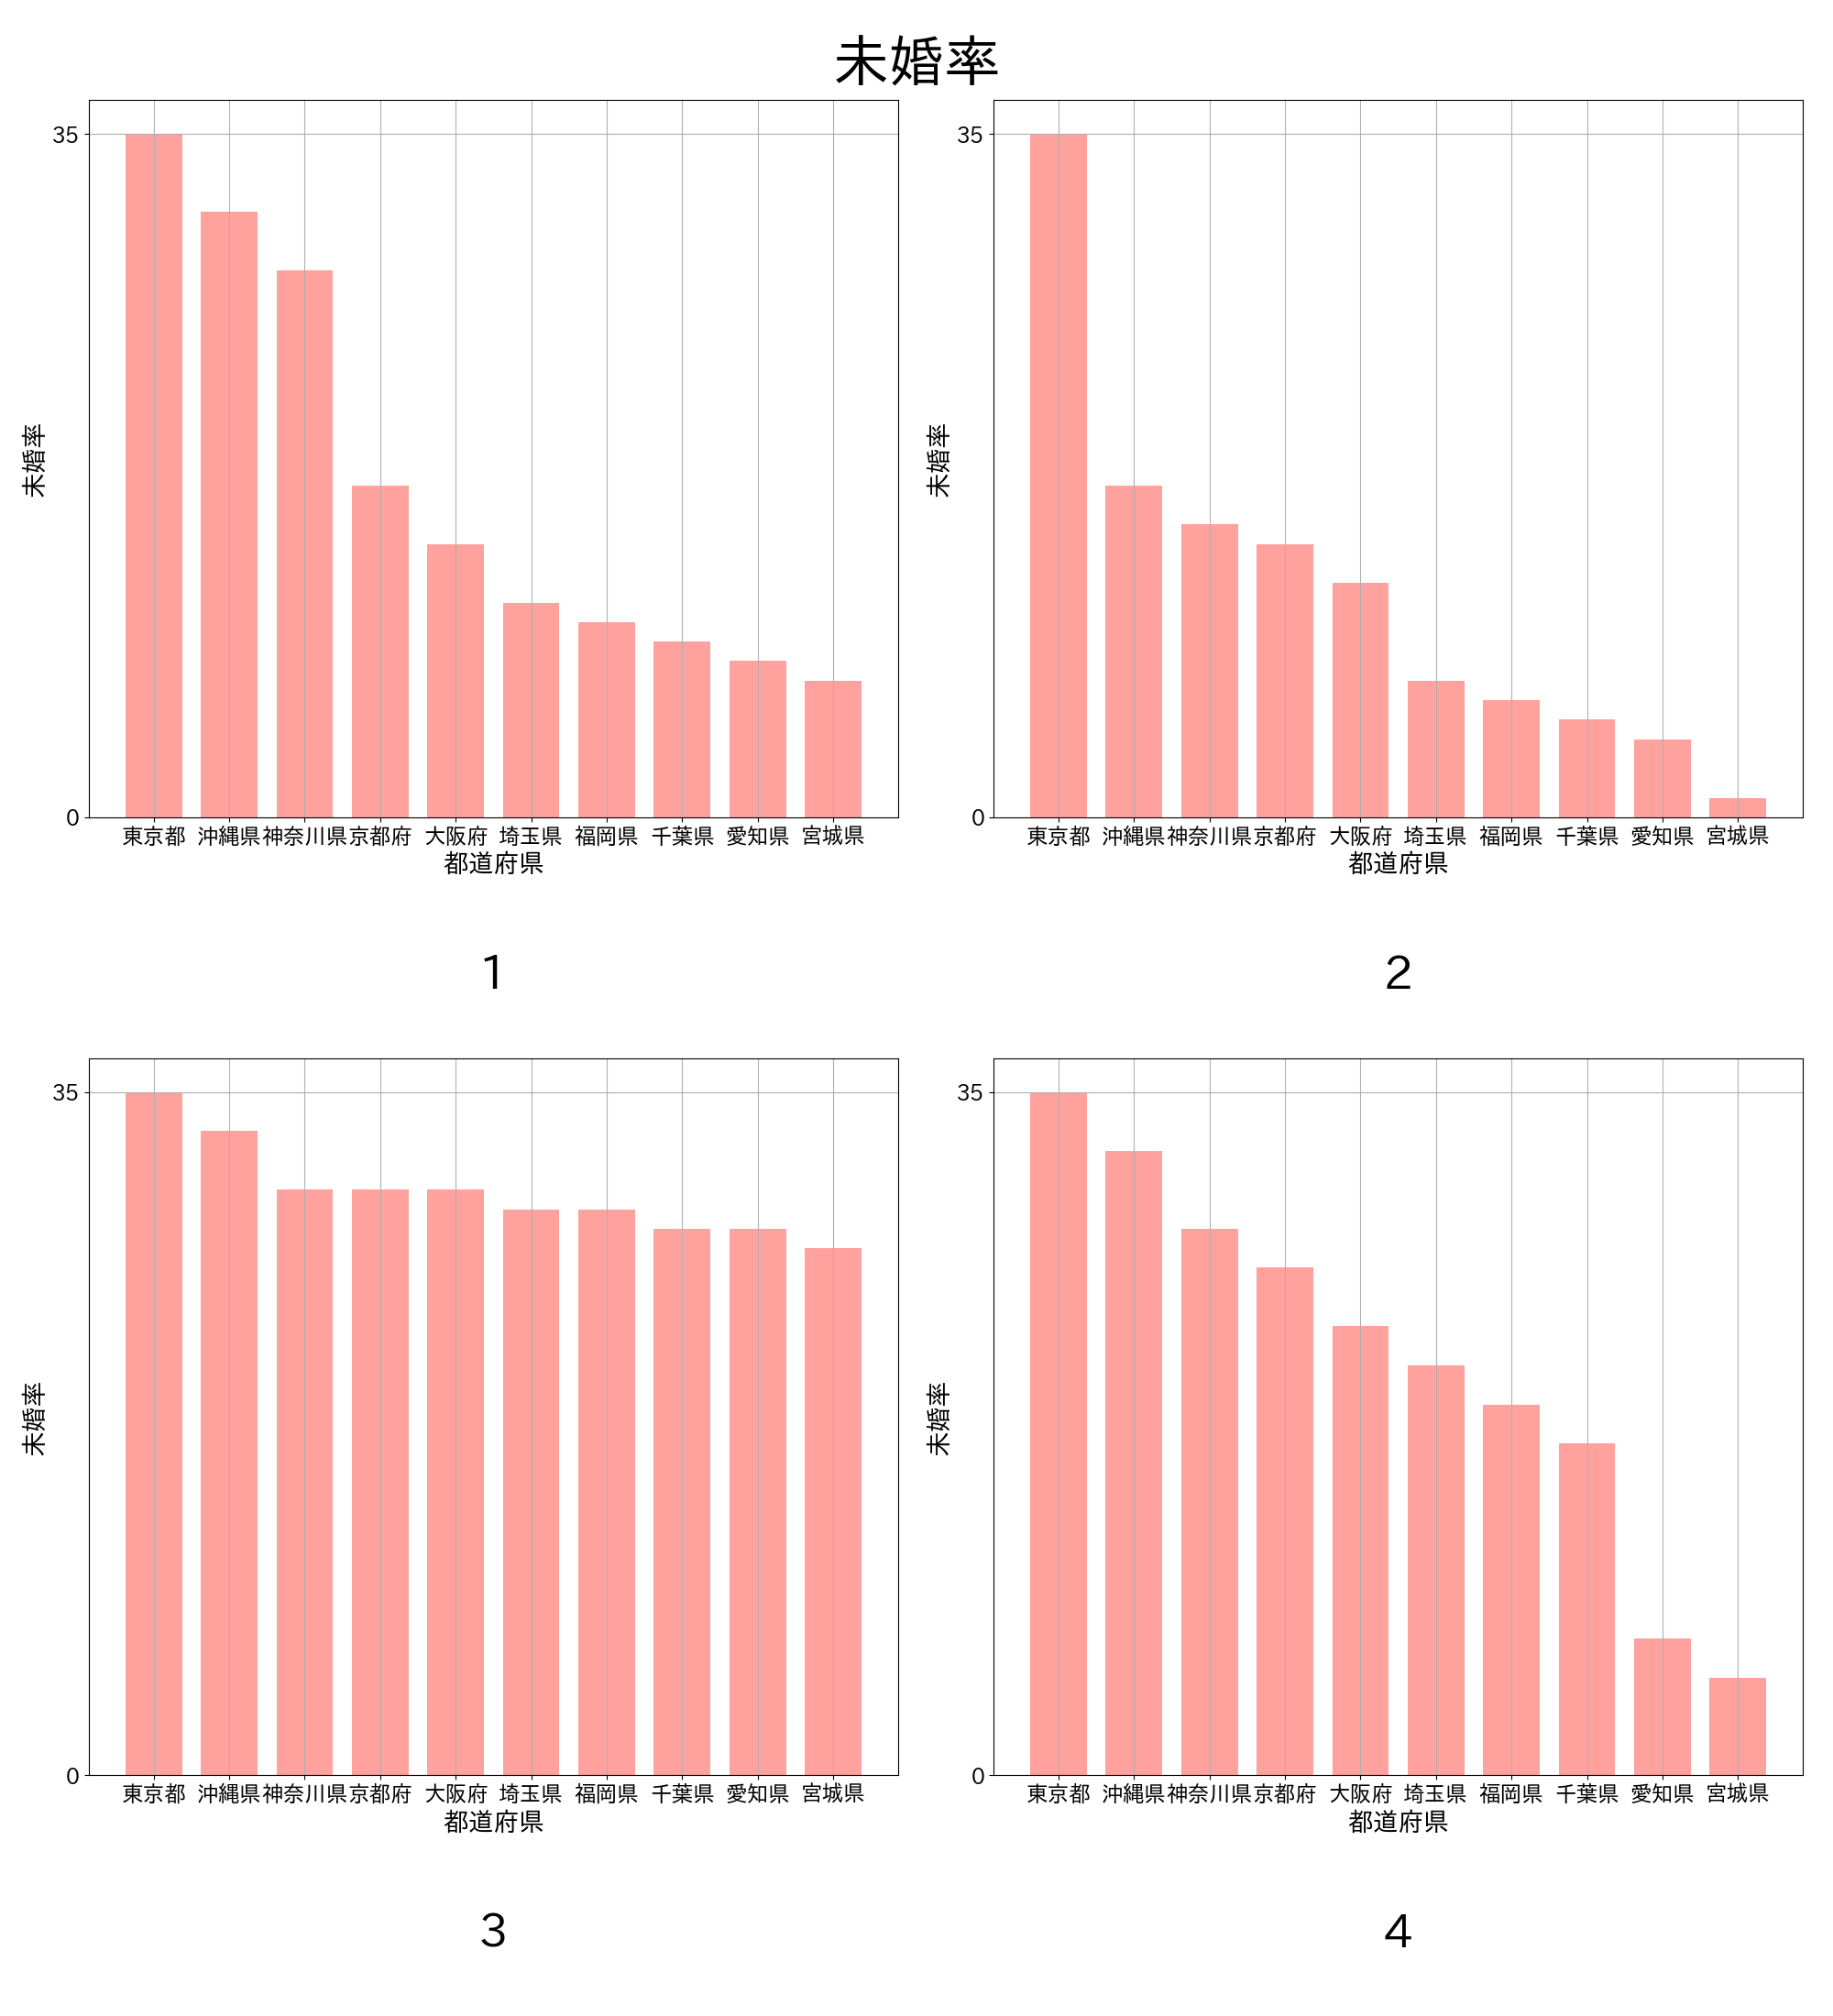 未婚率
35
0
未婚率
東京都 沖縄県 神奈川県 京都府 大阪府 埼玉県 福岡県 千葉県 愛知県 宮城県
都道府県
1
35
0
未婚率
東京都 沖縄県 神奈川県 京都府 大阪府 埼玉県 福岡県 千葉県 愛知県 宮城県
都道府県
2
35
0
未婚率
東京都 沖縄県 神奈川県 京都府 大阪府 埼玉県 福岡県 千葉県 愛知県 宮城県
都道府県
3
35
0
未婚率
東京都 沖縄県 神奈川県 京都府 大阪府 埼玉県 福岡県 千葉県 愛知県 宮城県
都道府県
4